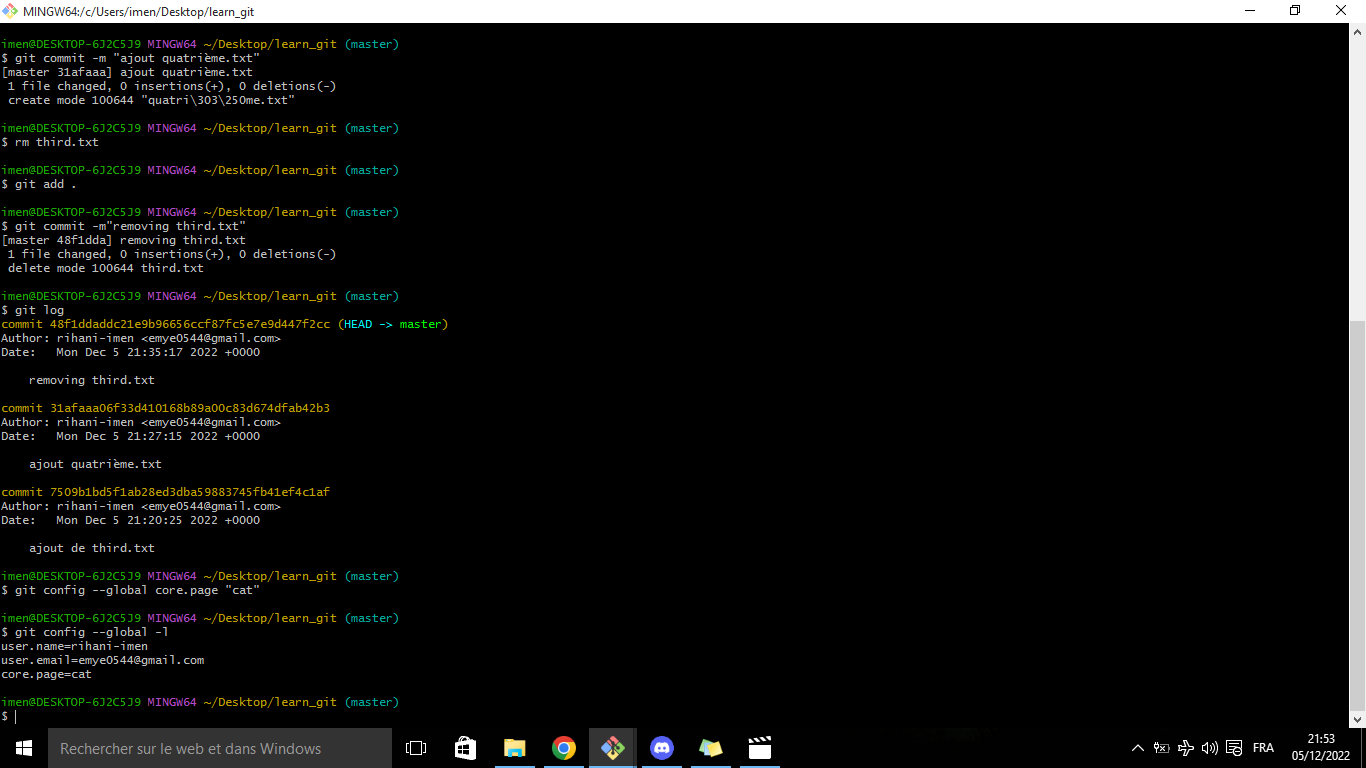 MINGW64:/c/Users/imen/Desktop/learn_git
imen@DESKTOP-6J2C5J9 MINGW64 ~/Desktop/learn_git (master)
$ git commit -m "ajout quatrième.txt"
[master 31afaaa] ajout quatrième.txt
 1 file changed, 0 insertions(+), 0 deletions(-)
 create mode 100644 "quatri\303\250me.txt"
imen@DESKTOP-6J2C5J9 MINGW64 ~/Desktop/learn_git (master)
$ rm third.txt
imen@DESKTOP-6J2C5J9 MINGW64 ~/Desktop/learn_git (master)
$ git add .
imen@DESKTOP-6J2C5J9 MINGW64 ~/Desktop/learn_git (master)
$ git commit -m"removing third.txt"
[master 48f1dda] removing third.txt
 1 file changed, 0 insertions(+), 0 deletions(-)
 delete mode 100644 third.txt
imen@DESKTOP-6J2C5J9 MINGW64 ~/Desktop/learn_git (master)
$ git log
commit 48f1ddaddc21e9b96656ccf87fc5e7e9d447f2cc (HEAD -> master)
Author: rihani-imen <emye0544@gmail.com>
Date:   Mon Dec 5 21:35:17 2022 +0000
    removing third.txt
commit 31afaaa06f33d410168b89a00c83d674dfab42b3
Author: rihani-imen <emye0544@gmail.com>
Date:   Mon Dec 5 21:27:15 2022 +0000
    ajout quatrième.txt
commit 7509b1bd5f1ab28ed3dba59883745fb41ef4c1af
Author: rihani-imen <emye0544@gmail.com>
Date:   Mon Dec 5 21:20:25 2022 +0000
    ajout de third.txt
imen@DESKTOP-6J2C5J9 MINGW64 ~/Desktop/learn_git (master)
$ git config --global core.page "cat"
imen@DESKTOP-6J2C5J9 MINGW64 ~/Desktop/learn_git (master)
$ git config --global -l
user.name=rihani-imen
user.email=emye0544@gmail.com
core.page=cat
imen@DESKTOP-6J2C5J9 MINGW64 ~/Desktop/learn_git (master)
$
Rechercher sur le web et dans Windows
FRA
21:53
05/12/2022